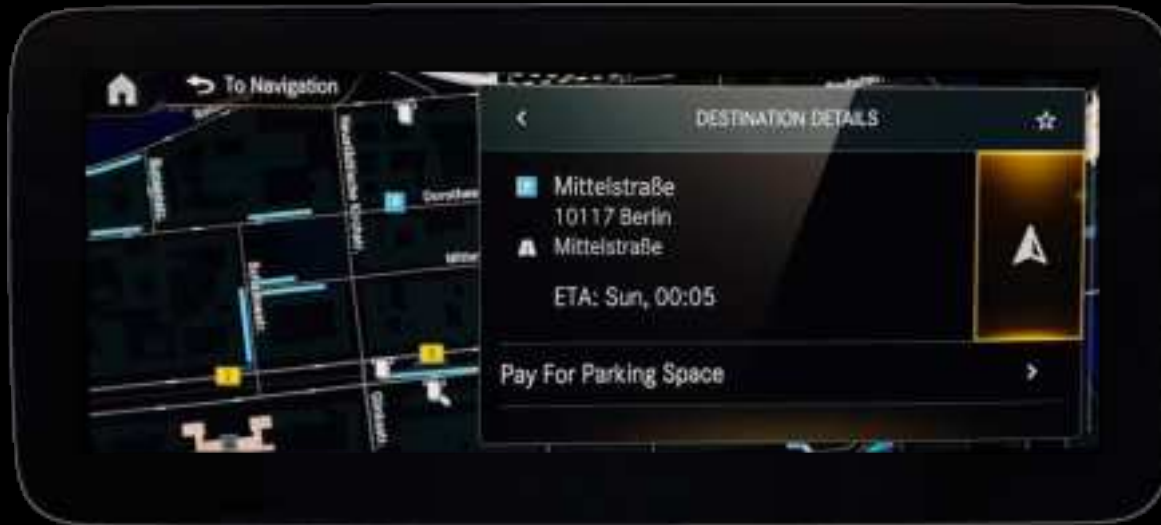 To Navigation
DESTINATION DETAILS
Mittelstraße
10117 Berlin
Mittelstraße
ETA: Sun, 00:05
Pay For Parking Space